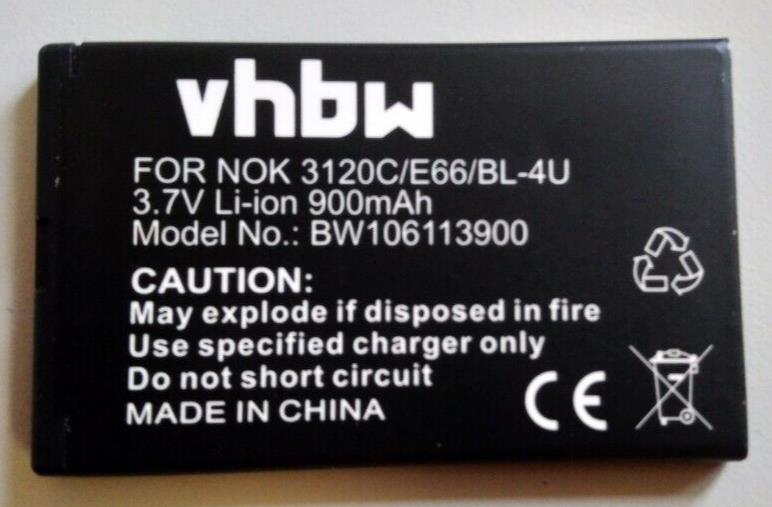 vhbw
FOR NOK 3120C/E66/BL-4U
3.7V Li-ion 900mAh
Model No.: BW106113900
CAUTION:
May explode if disposed in fire
Use specified charger only
Do not short circuit
MADE IN CHINA
CE